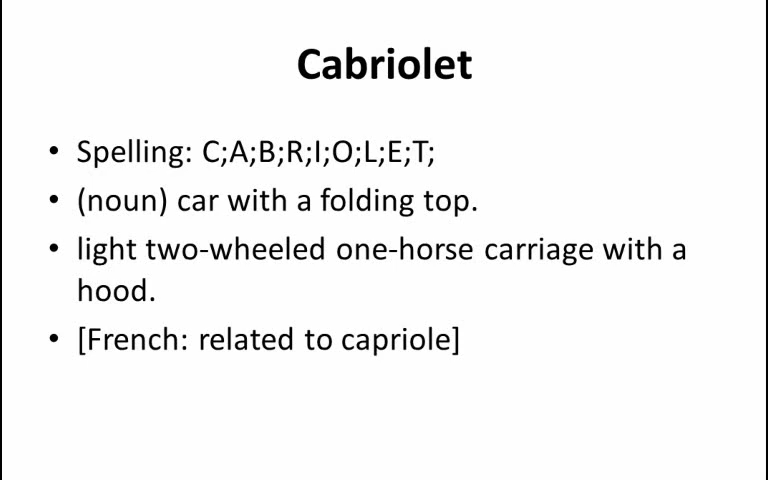 Cabriolet
• Spelling: C;A;B;R;I;O;L;E;T;
• (noun) car with a folding top.
• light two-wheeled one-horse carriage with a
hood.
• [French: related to capriole]